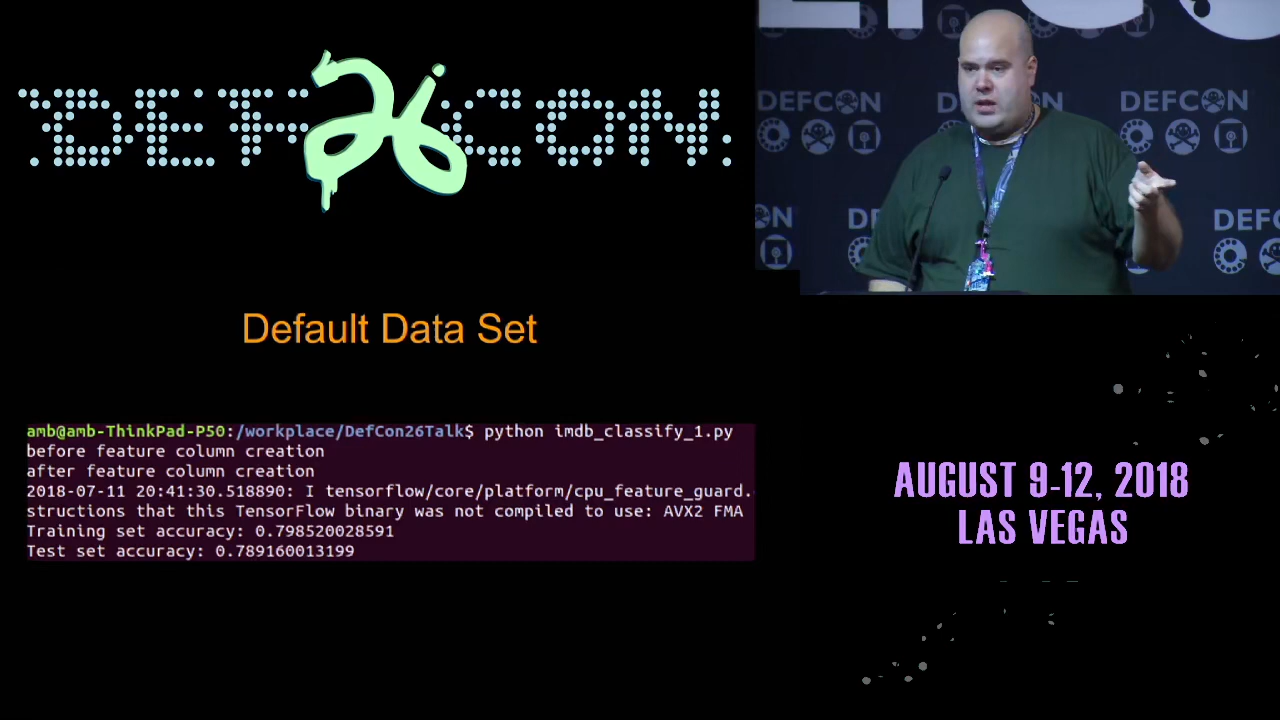 DEFCON
26
DEFCON
DEFCON
DEFCON
Default Data Set
amb@amb-ThinkPad-P50:/workplace/DefCon26Talk$ python imdb_classify_1.py
before feature column creation
after feature column creation
2018-07-11 20:41:30.518890: I tensorflow/core/platform/cpu_feature_guard.
structions that this TensorFlow binary was not compiled to use: AVX2 FMA
Training set accuracy: 0.798520028591
Test set accuracy: 0.789160013199
AUGUST 9-12, 2018
LAS VEGAS